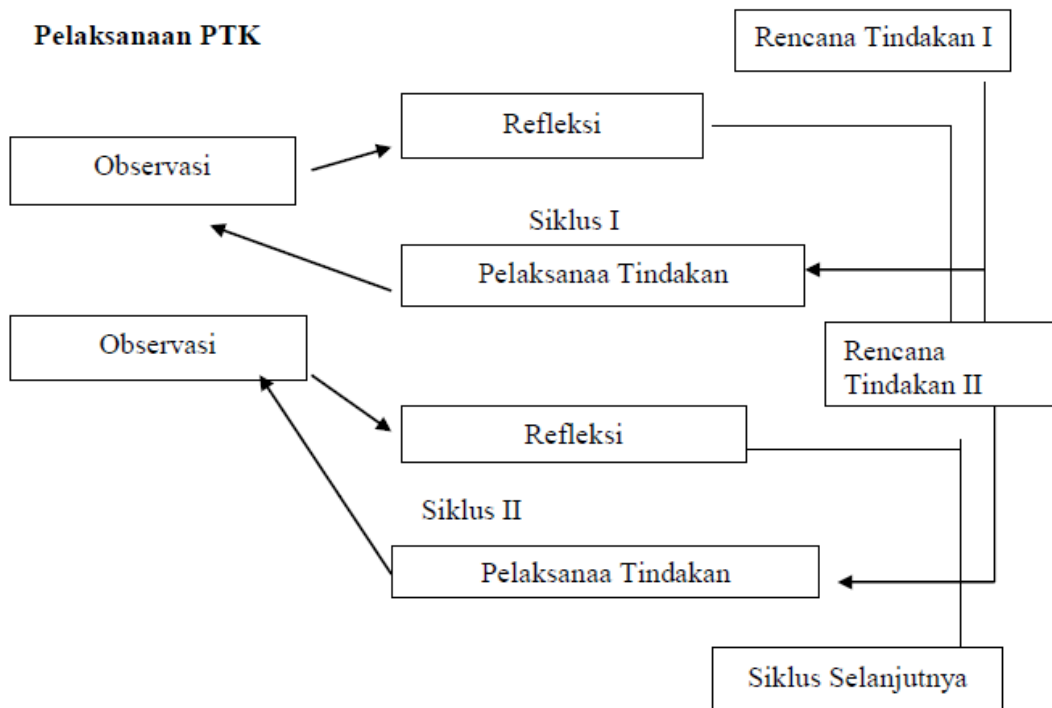 Pelaksanaan PTK
Rencana Tindakan I
Refleksi
Observasi
Siklus I
Pelaksanaa Tindakan
Observasi
Rencana
Tindakan II
Refleksi
Siklus II
Pelaksanaa Tindakan
Siklus Selanjutnya